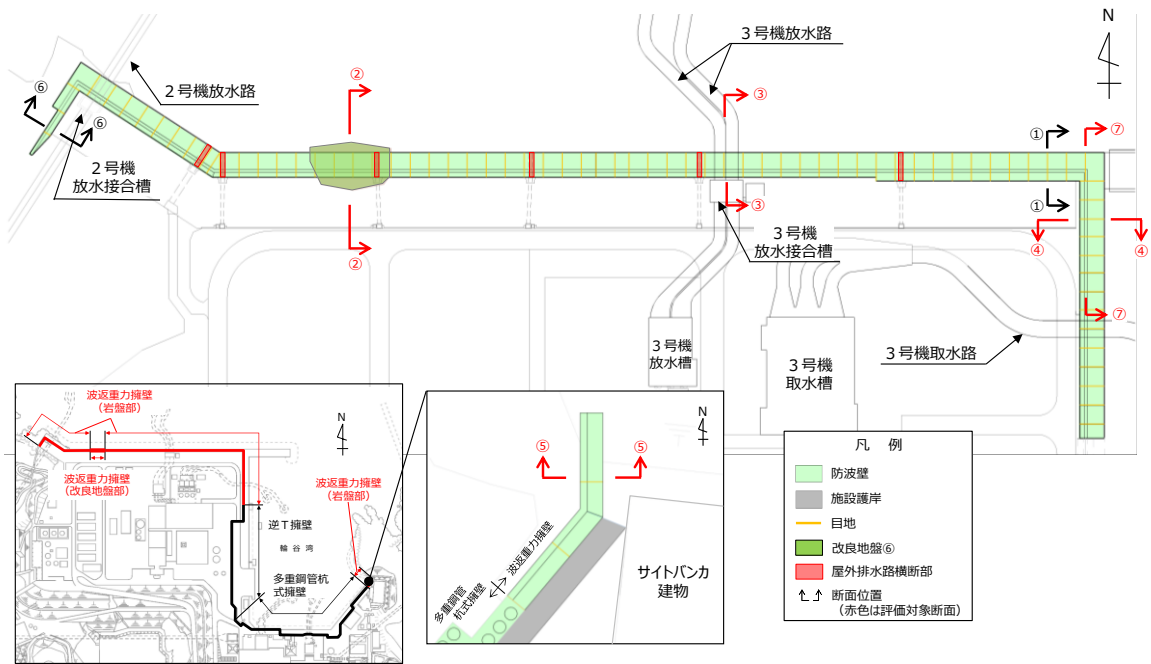 3号機放水路
N
2号機放水路
⑥
⑥
②
③
①
⑦
2号機
放水接合槽
①
③
④
④
②
3号機
放水接合槽
⑦
3号機
放水槽
3号機
取水槽
3号機取水路
波返重力擁壁
(岩盤部)
N
波返重力擁壁
(改良地盤部)
波返重力擁壁
(岩盤部)
逆T擁壁
輪谷湾
多重鋼管杭
式擁壁
N
⑤
⑤
多重鋼管
杭式擁壁
波返重力擁壁
サイトバンカ
建物
凡 例
防波壁
施設護岸
目地
改良地盤⑥
屋外排水路横断部
断面位置
(赤色は評価対象断面)